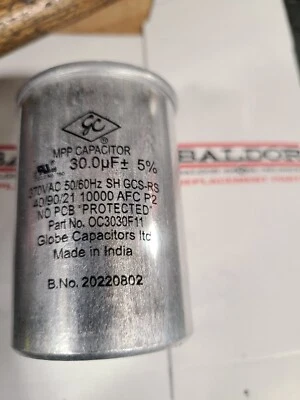 GC
MPP CAPACITOR
30.0µF± 5%
370VAC 50/60Hz SH GCS-RS
40/90/21 10000 AFC P2
NO PCB "PROTECTED"
Part No. OC3030F11
Globe Capacitors ltd
Made in India
B.No. 20220802
BALDOR